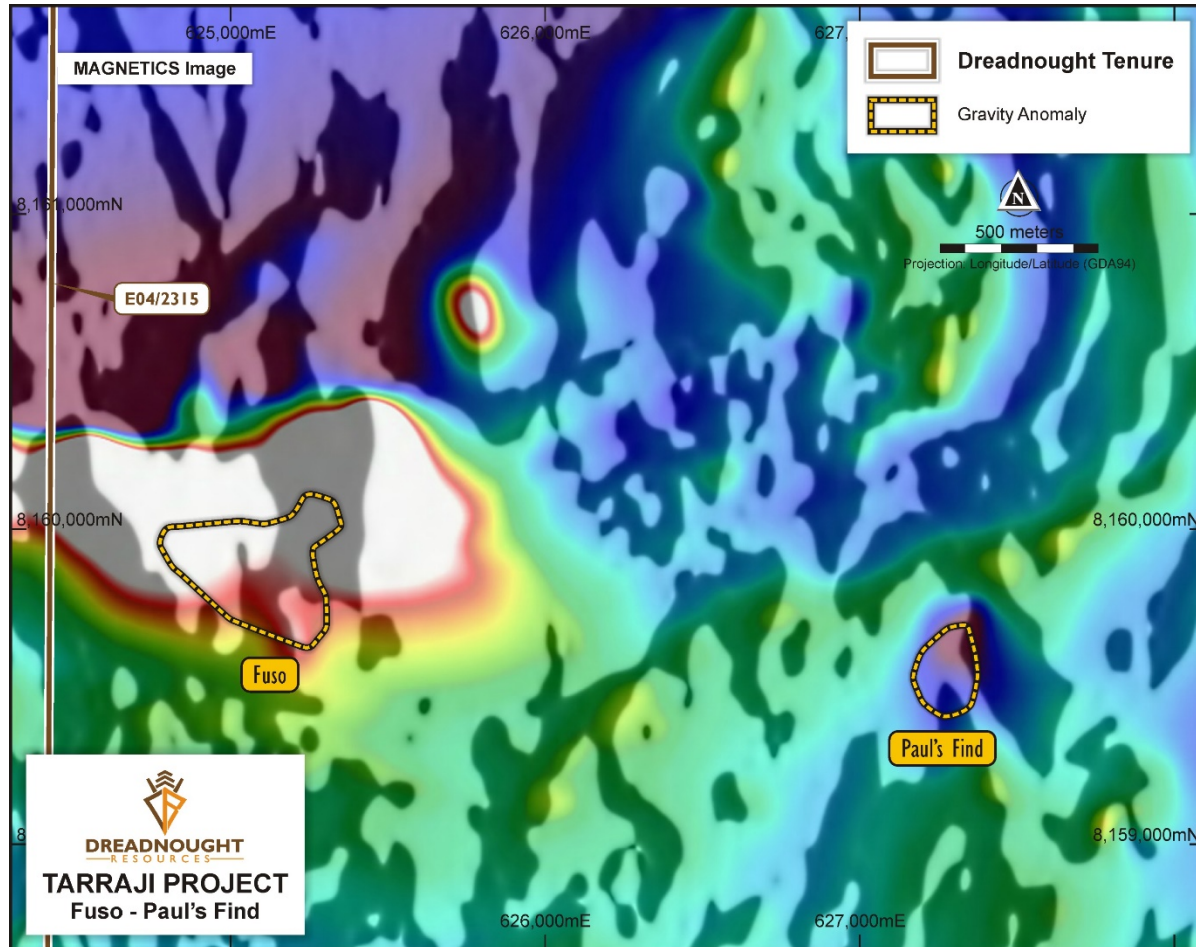 625,000mE
626,000mE
627,
MAGNETICS Image
Dreadnought Tenure
Gravity Anomaly
N
8,161,000mN
500 meters
Projection: Longitude/Latitude (GDA94)
E04/2315
8,160,000mN
8,160,000mN
Fuso
Paul's Find
8,159,000mN
DREADNOUGHT
RESOURCES
TARRAJI PROJECT
Fuso - Paul's Find
626,000mE
627,000mE